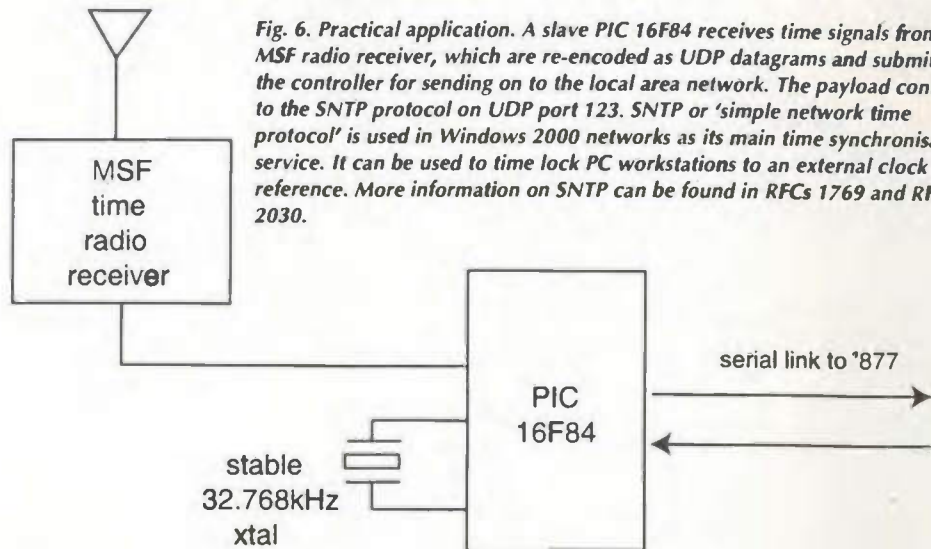 Fig. 6. Practical application. A slave PIC 16F84 receives time signals from
MSF radio receiver, which are re-encoded as UDP datagrams and submit
the controller for sending on to the local area network. The payload con
to the SNTP protocol on UDP port 123. SNTP or 'simple network time
protocol' is used in Windows 2000 networks as its main time synchronisa
service. It can be used to time lock PC workstations to an external clock
reference. More information on SNTP can be found in RFCs 1769 and RF
2030.
MSF
time
radio
receiver
PIC
16F84
serial link to '877
stable
32.768kHz
xtal